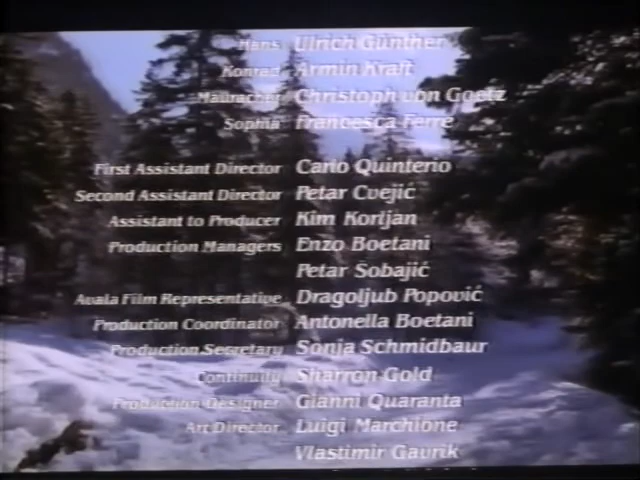 Hans Ulrich Günther
Konrad Armin Kraft
Mauracher Christoph von Goetz
Sophia Francesca Ferre
First Assistant Director Carlo Quinterio
Second Assistant Director Petar Cvejić
Assistant to Producer Kim Kortjan
Production Managers Enzo Boetani
Petar Šobajić
Avala Film Representative Dragoljub Popović
Production Coordinator Antonella Boetani
Production Secretary Sonja Schmidbaur
Continuity Sharron Gold
Production Designer Gianni Quaranta
Art Director Luigi Marchione
Vlastimir Gavrik